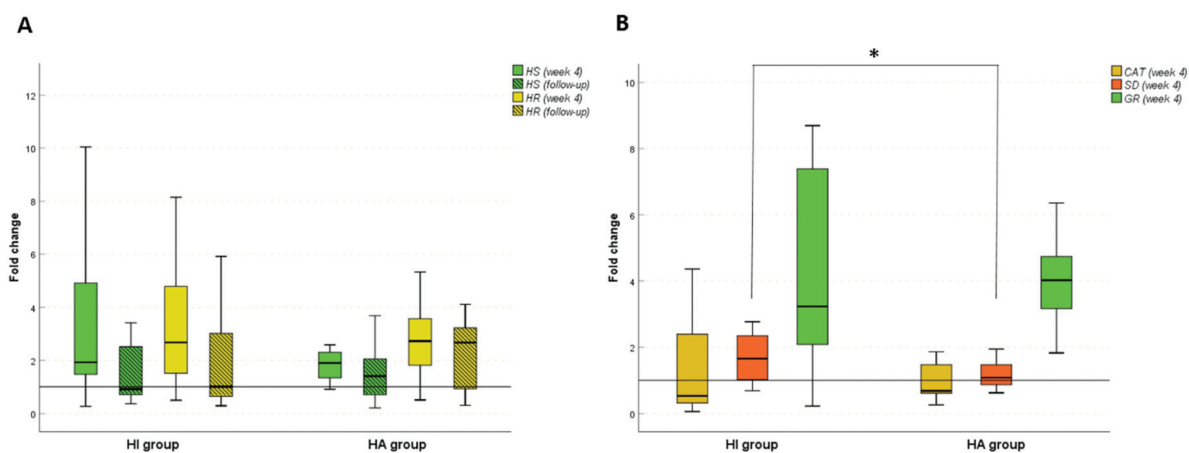 A
HS (week 4)
HS (follow-up)
HR (week 4)
HR (follow-up)
12
10
8
6
4
2
0
Fold change
HI group
HA group
B
*
CAT (week 4)
SD (week 4)
GR (week 4)
10
8
6
4
2
0
Fold change
HI group
HA group